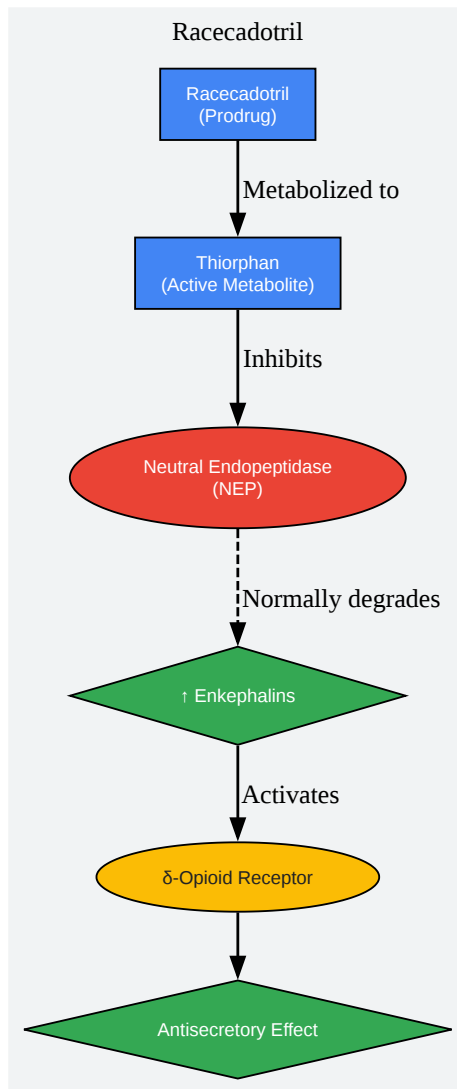 Racecadotril
Racecadotril
(Prodrug)
Metabolized to
Thiorphan
(Active Metabolite)
Inhibits
Neutral Endopeptidase
(NEP)
Normally degrades
↑ Enkephalins
Activates
δ-Opioid Receptor
Antisecretory Effect